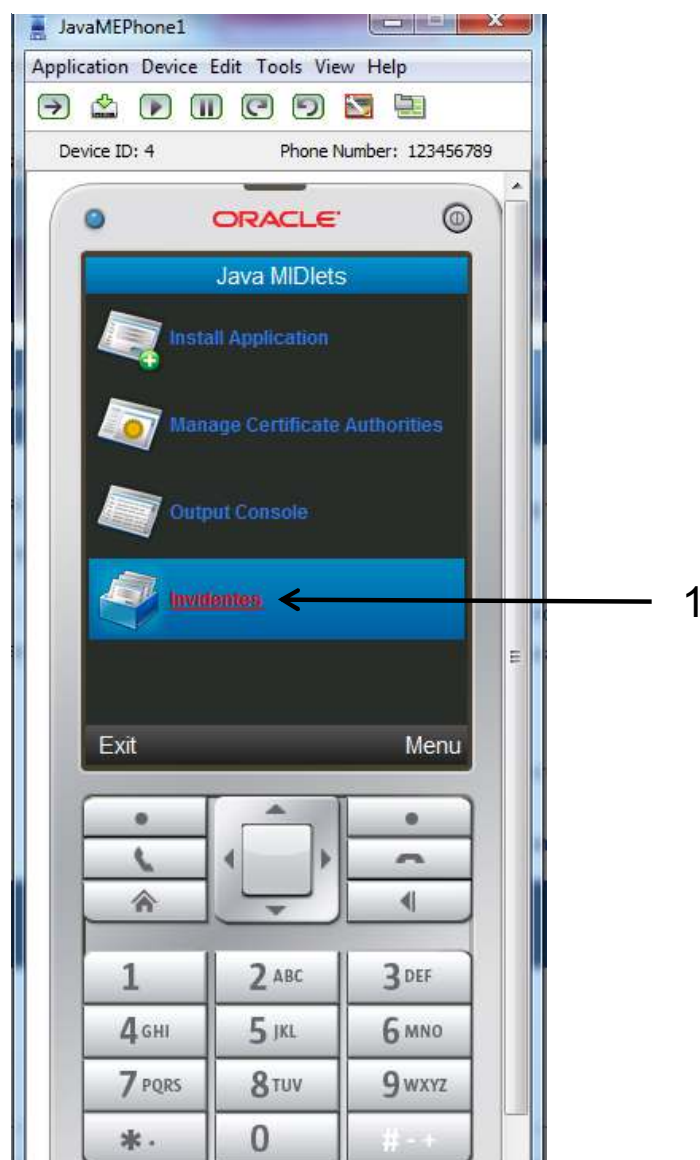 JavaMEPhone1
Application Device Edit Tools View Help
Device ID: 4 Phone Number: 123456789
ORACLE
Java MIDlets
Install Application
Manage Certificate Authorities
Output Console
Invidentes
1
Exit Menu
1 2 ABC 3 DEF
4 GHI 5 JKL 6 MNO
7 PQRS 8 TUV 9 WXYZ
* . 0 # - +